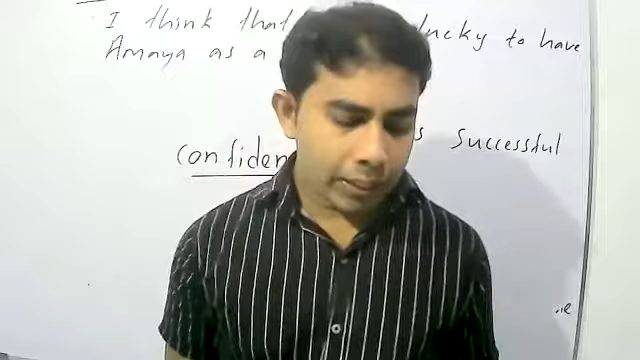 I think that lucky to have
Amaya as a
confiden s successful